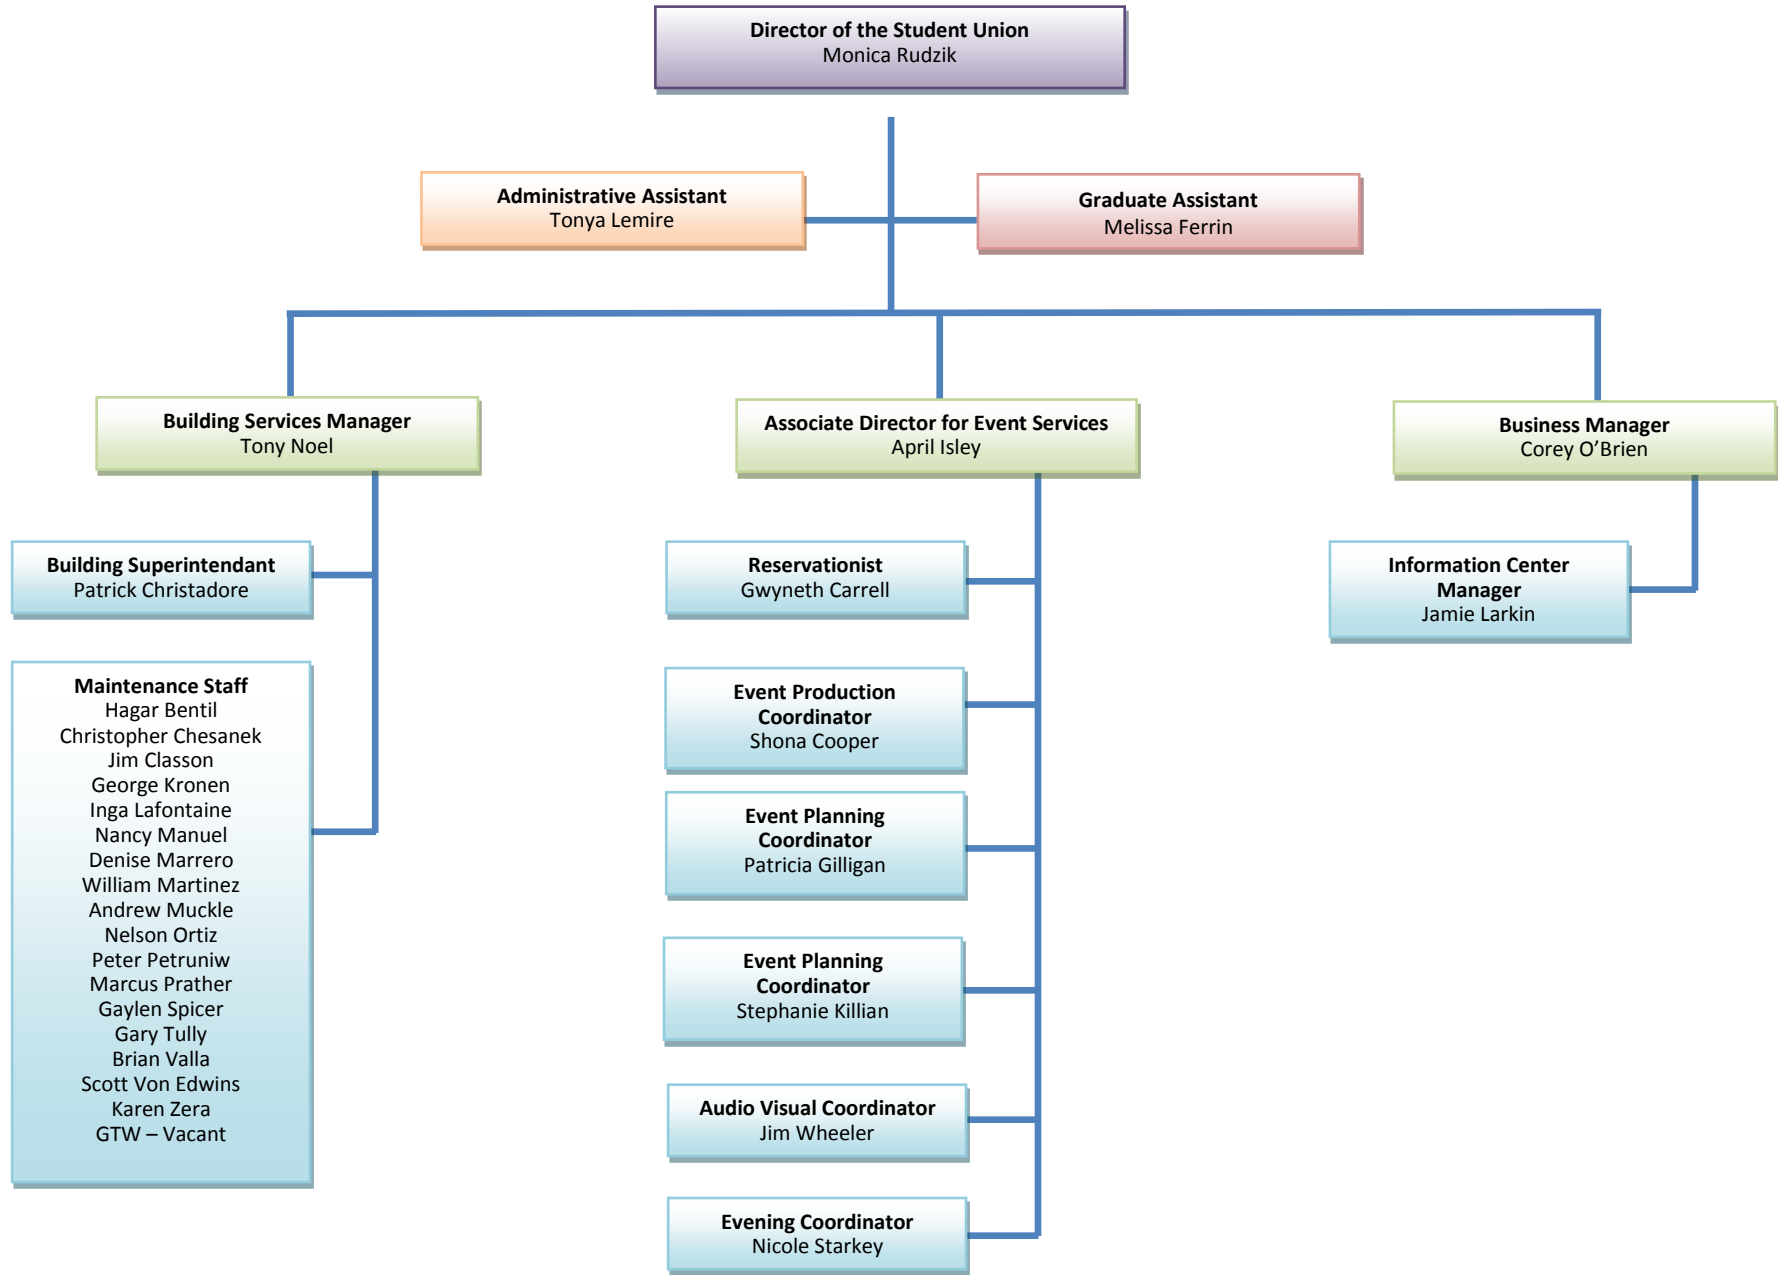 Director of the Student Union
Monica Rudzik
Administrative Assistant
Tonya Lemire
Graduate Assistant
Melissa Ferrin
Building Services Manager
Tony Noel
Associate Director for Event Services
April Isley
Business Manager
Corey O’Brien
Building Superintendant
Patrick Christadore
Maintenance Staff
Hagar Bentil
Christopher Chesanek
Jim Classon
George Kronen
Inga Lafontaine
Nancy Manuel
Denise Marrero
William Martinez
Andrew Muckle
Nelson Ortiz
Peter Petruniw
Marcus Prather
Gaylen Spicer
Gary Tully
Brian Valla
Scott Von Edwins
Karen Zera
GTW – Vacant
Reservationist
Gwyneth Carrell
Event Production
Coordinator
Shona Cooper
Event Planning
Coordinator
Patricia Gilligan
Event Planning
Coordinator
Stephanie Killian
Audio Visual Coordinator
Jim Wheeler
Evening Coordinator
Nicole Starkey
Information Center
Manager
Jamie Larkin